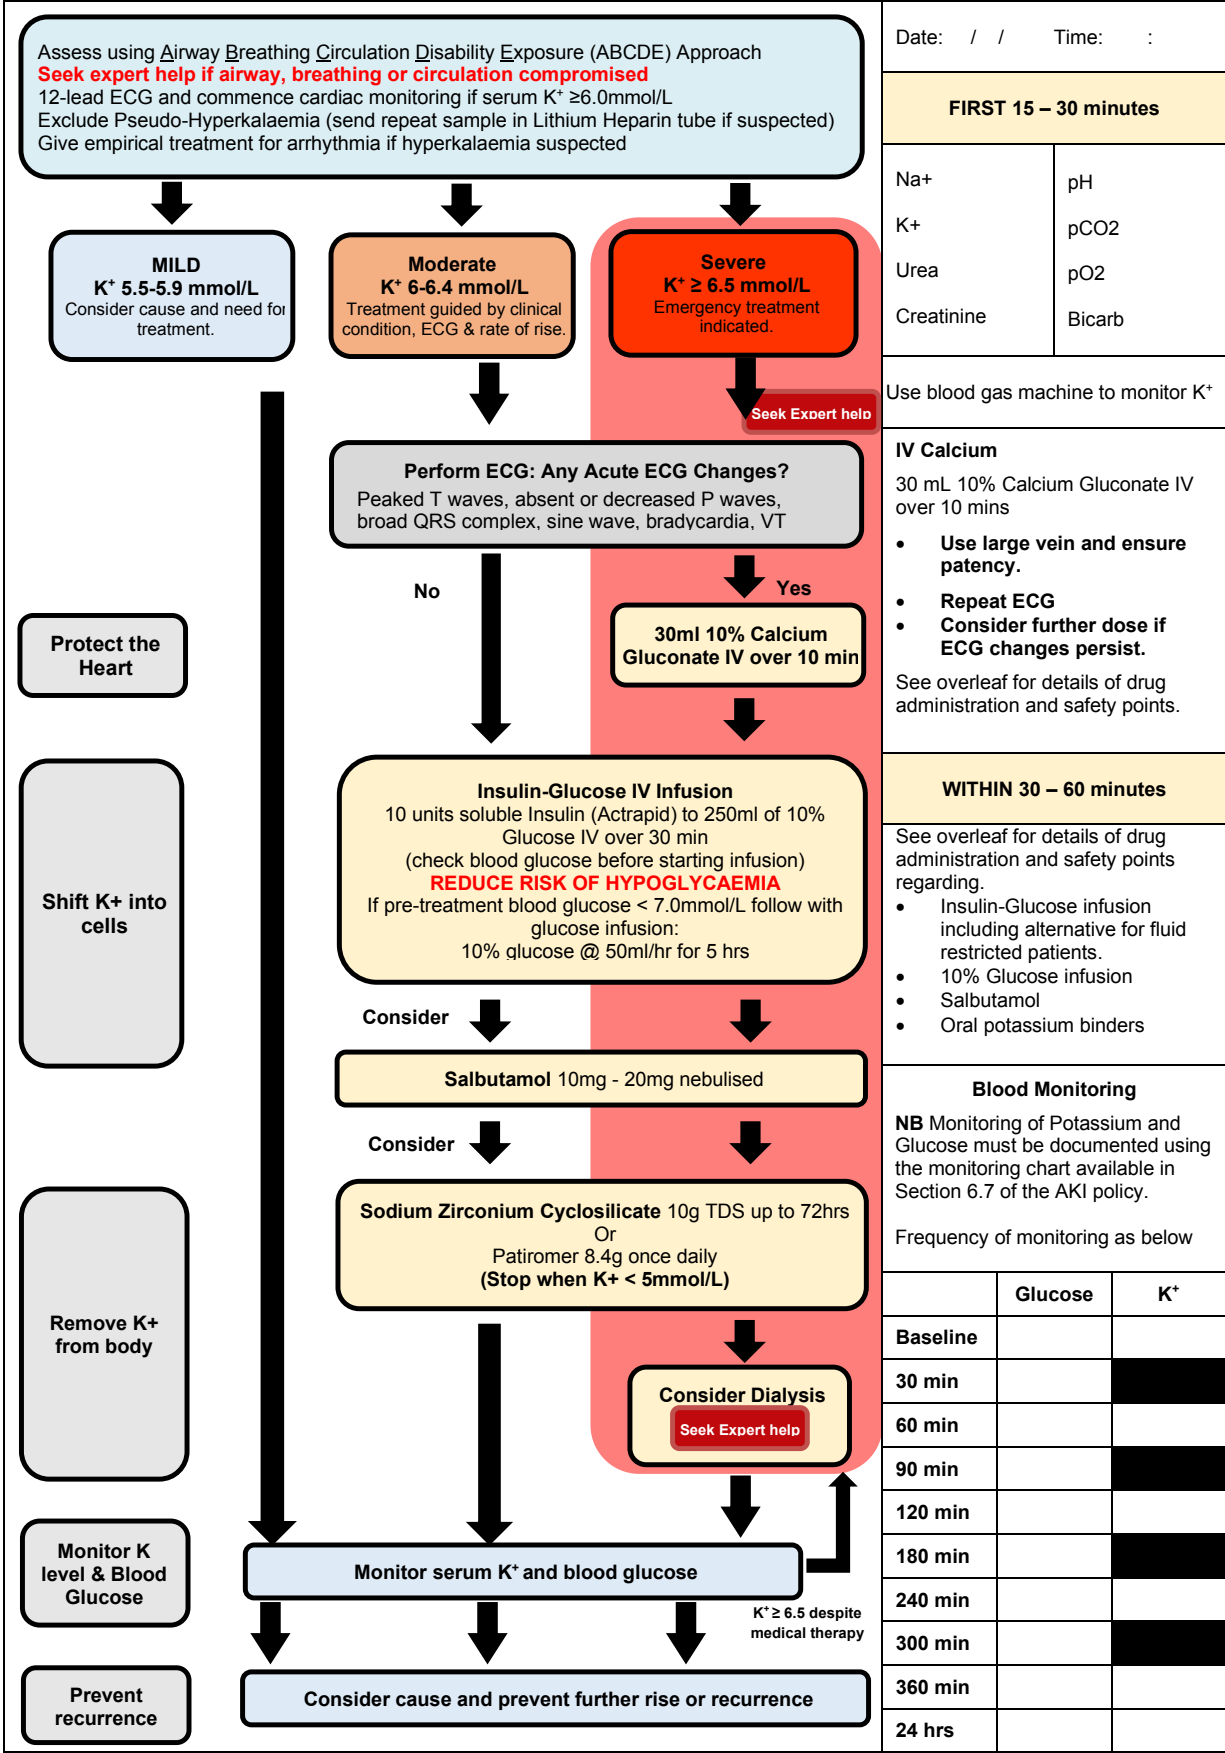 Assess using Airway Breathing Circulation Disability Exposure (ABCDE) Approach
Seek expert help if airway, breathing or circulation compromised
12-lead ECG and commence cardiac monitoring if serum K⁺ ≥6.0mmol/L
Exclude Pseudo-Hyperkalaemia (send repeat sample in Lithium Heparin tube if suspected)
Give empirical treatment for arrhythmia if hyperkalaemia suspected
MILD
K⁺ 5.5-5.9 mmol/L
Consider cause and need for
treatment.
Moderate
K⁺ 6-6.4 mmol/L
Treatment guided by clinical
condition, ECG & rate of rise.
Severe
K⁺ ≥ 6.5 mmol/L
Emergency treatment
indicated.
Seek Expert help
Perform ECG: Any Acute ECG Changes?
Peaked T waves, absent or decreased P waves,
broad QRS complex, sine wave, bradycardia, VT
No
Yes
Protect the
Heart
30ml 10% Calcium
Gluconate IV over 10 min
Shift K+ into
cells
Insulin-Glucose IV Infusion
10 units soluble Insulin (Actrapid) to 250ml of 10%
Glucose IV over 30 min
(check blood glucose before starting infusion)
REDUCE RISK OF HYPOGLYCAEMIA
If pre-treatment blood glucose < 7.0mmol/L follow with
glucose infusion:
10% glucose @ 50ml/hr for 5 hrs
Consider
Salbutamol 10mg - 20mg nebulised
Consider
Remove K+
from body
Sodium Zirconium Cyclosilicate 10g TDS up to 72hrs
Or
Patiromer 8.4g once daily
(Stop when K+ < 5mmol/L)
Consider Dialysis
Seek Expert help
Monitor K
level & Blood
Glucose
Monitor serum K⁺ and blood glucose
K⁺ ≥ 6.5 despite
medical therapy
Prevent
recurrence
Consider cause and prevent further rise or recurrence
Date: / / Time: :
FIRST 15 – 30 minutes
Na+ pH
K+ pCO2
Urea pO2
Creatinine Bicarb
Use blood gas machine to monitor K⁺
IV Calcium
30 mL 10% Calcium Gluconate IV
over 10 mins
• Use large vein and ensure
patency.
• Repeat ECG
• Consider further dose if
ECG changes persist.
See overleaf for details of drug
administration and safety points.
WITHIN 30 – 60 minutes
See overleaf for details of drug
administration and safety points
regarding.
• Insulin-Glucose infusion
including alternative for fluid
restricted patients.
• 10% Glucose infusion
• Salbutamol
• Oral potassium binders
Blood Monitoring
NB Monitoring of Potassium and
Glucose must be documented using
the monitoring chart available in
Section 6.7 of the AKI policy.
Frequency of monitoring as below
Glucose K⁺
Baseline
30 min
60 min
90 min
120 min
180 min
240 min
300 min
360 min
24 hrs